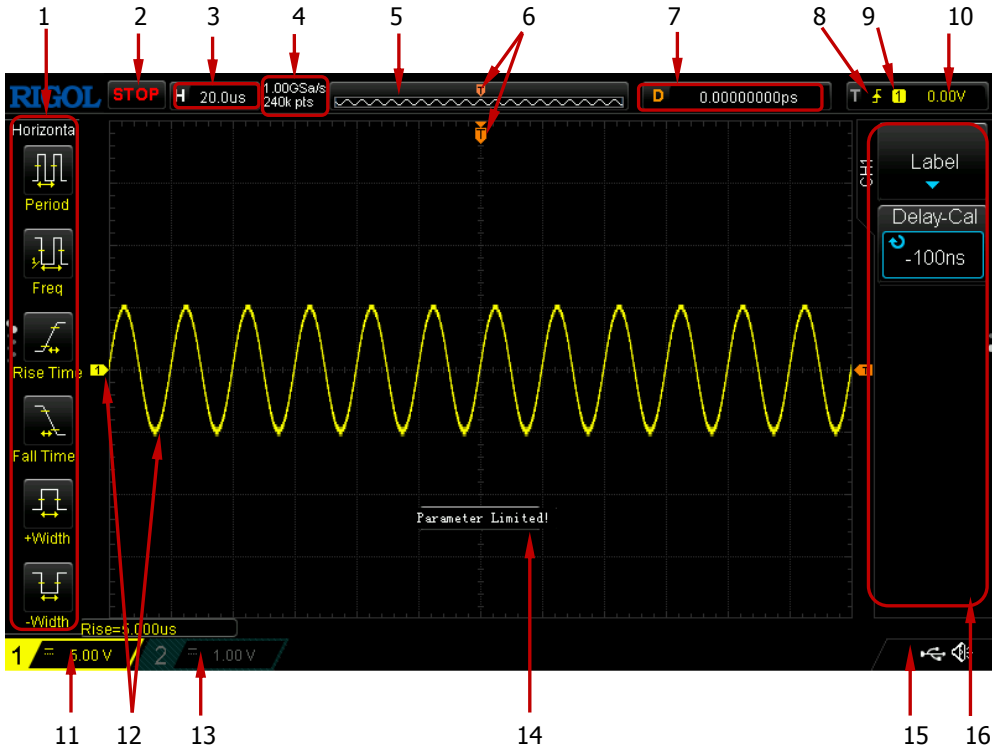 1 2 3 4 5 6 7 8 9 10
RIGOL STOP H 20.0us 1.00GSa/s D 0.00000000ps T 1 0.00V
240k pts
T
T
Horizonta
Period
1/
Freq
Rise Time
Fall Time
+Width
-Width
1
T
Parameter Limited!
CH1
Label
Delay-Cal
-100ns
Rise=5.000us
1 5.00 V 2 1.00 V
11 12 13 14 15 16